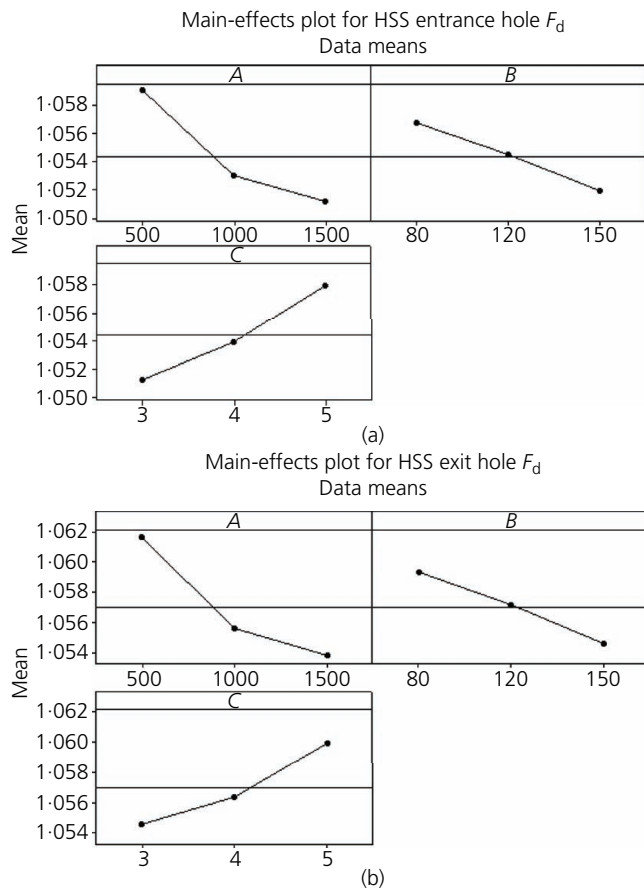 Main-effects plot for HSS entrance hole Fd
Data means
A B
1·058
1·056
1·054
1·052
1·050
500 1000 1500 80 120 150
C
1·058
1·056
1·054
1·052
1·050
3 4 5
Mean
(a)
Main-effects plot for HSS exit hole Fd
Data means
A B
1·062
1·060
1·058
1·056
1·054
500 1000 1500 80 120 150
C
1·062
1·060
1·058
1·056
1·054
3 4 5
Mean
(b)